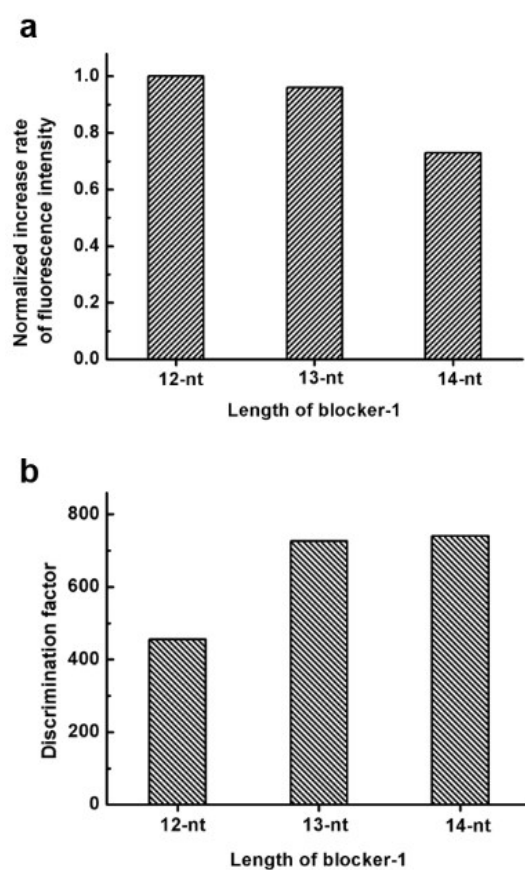 a
Normalized increase rate
of fluorescence intensity
1.0
0.8
0.6
0.4
0.2
0.0
12-nt 13-nt 14-nt
Length of blocker-1
b
Discrimination factor
800
600
400
200
0
12-nt 13-nt 14-nt
Length of blocker-1